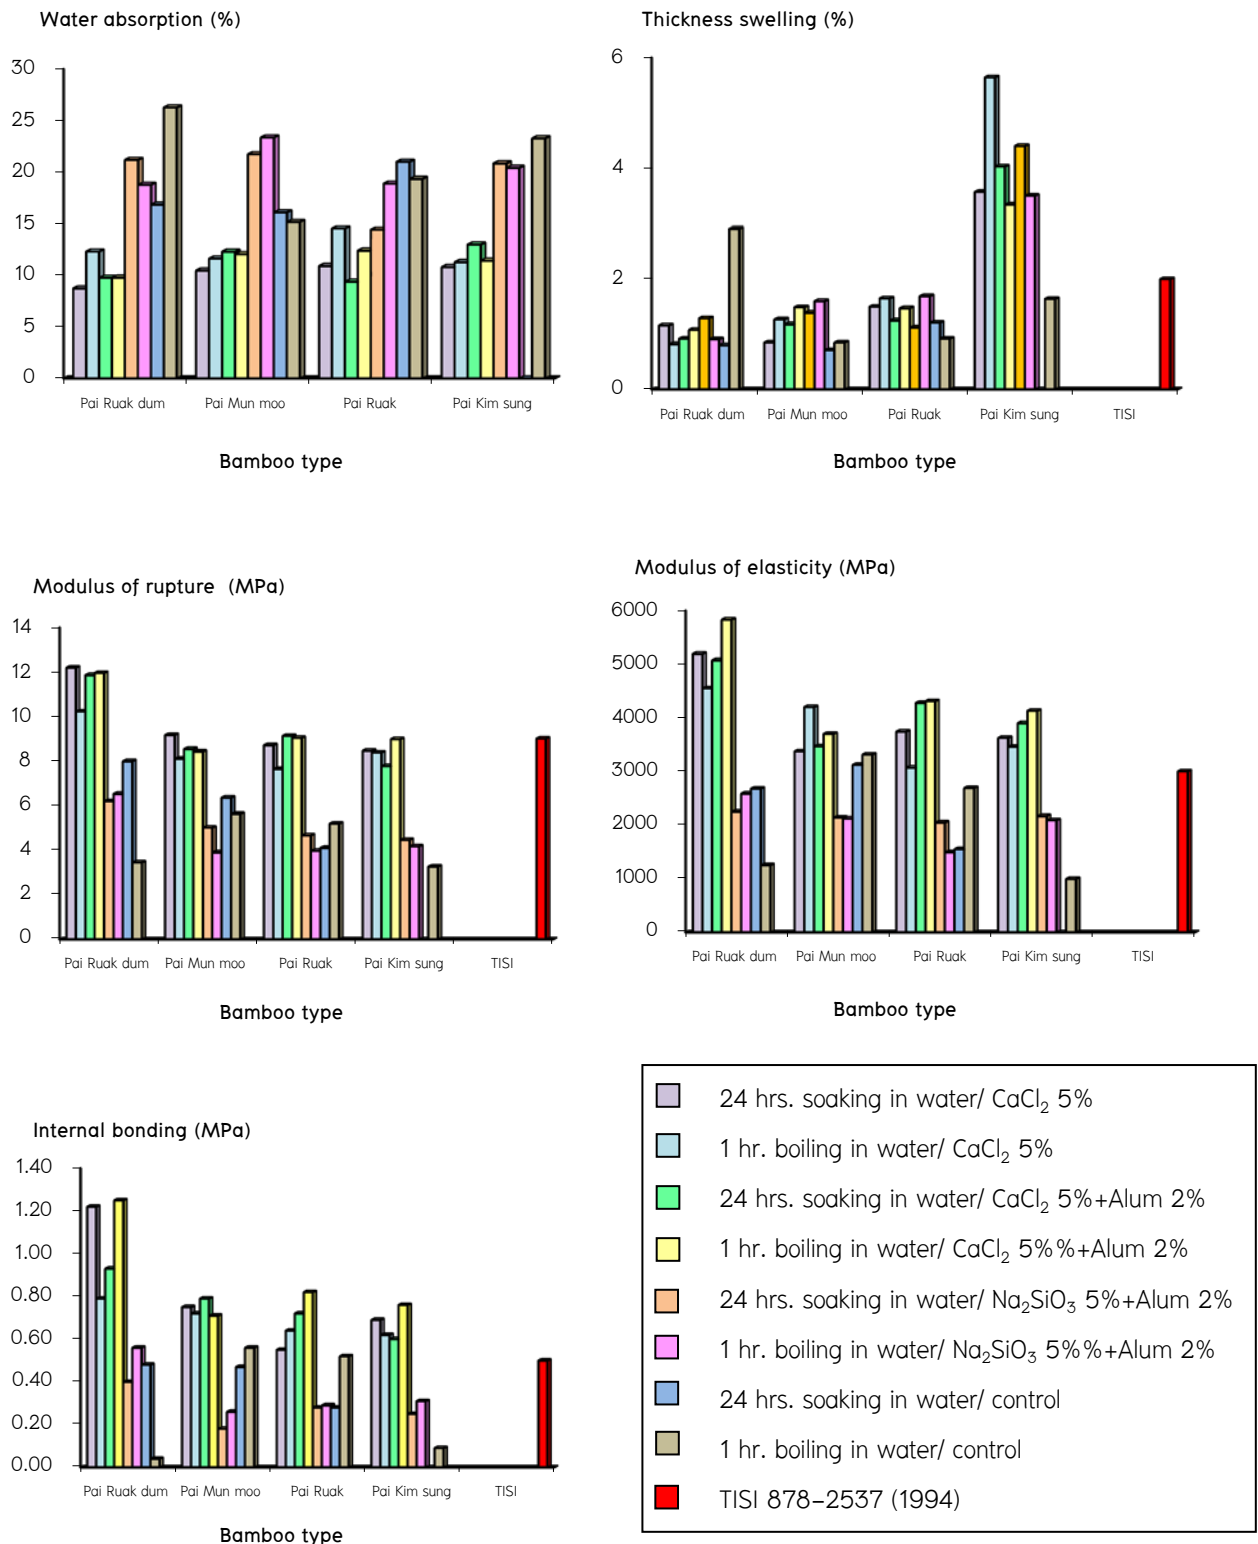 Water absorption (%)
30
25
20
15
10
5
0
Pai Ruak dum Pai Mun moo Pai Ruak Pai Kim sung
Bamboo type
Thickness swelling (%)
6
4
2
0
Pai Ruak dum Pai Mun moo Pai Ruak Pai Kim sung TISI
Bamboo type
Modulus of rupture (MPa)
14
12
10
8
6
4
2
0
Pai Ruak dum Pai Mun moo Pai Ruak Pai Kim sung TISI
Bamboo type
Modulus of elasticity (MPa)
6000
5000
4000
3000
2000
1000
0
Pai Ruak dum Pai Mun moo Pai Ruak Pai Kim sung TISI
Bamboo type
Internal bonding (MPa)
1.40
1.20
1.00
0.80
0.60
0.40
0.20
0.00
Pai Ruak dum Pai Mun moo Pai Ruak Pai Kim sung TISI
Bamboo type
24 hrs. soaking in water/ CaCl₂ 5%
1 hr. boiling in water/ CaCl₂ 5%
24 hrs. soaking in water/ CaCl₂ 5%+Alum 2%
1 hr. boiling in water/ CaCl₂ 5%%+Alum 2%
24 hrs. soaking in water/ Na₂SiO₃ 5%+Alum 2%
1 hr. boiling in water/ Na₂SiO₃ 5%%+Alum 2%
24 hrs. soaking in water/ control
1 hr. boiling in water/ control
TISI 878–2537 (1994)